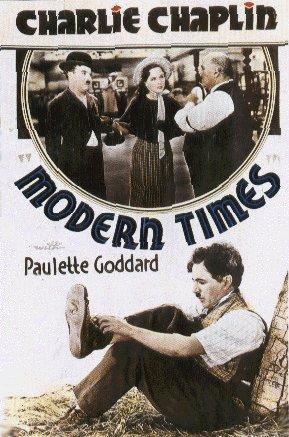 CHARLIE CHAPLIN
MODERN TIMES
with
Paulette Goddard